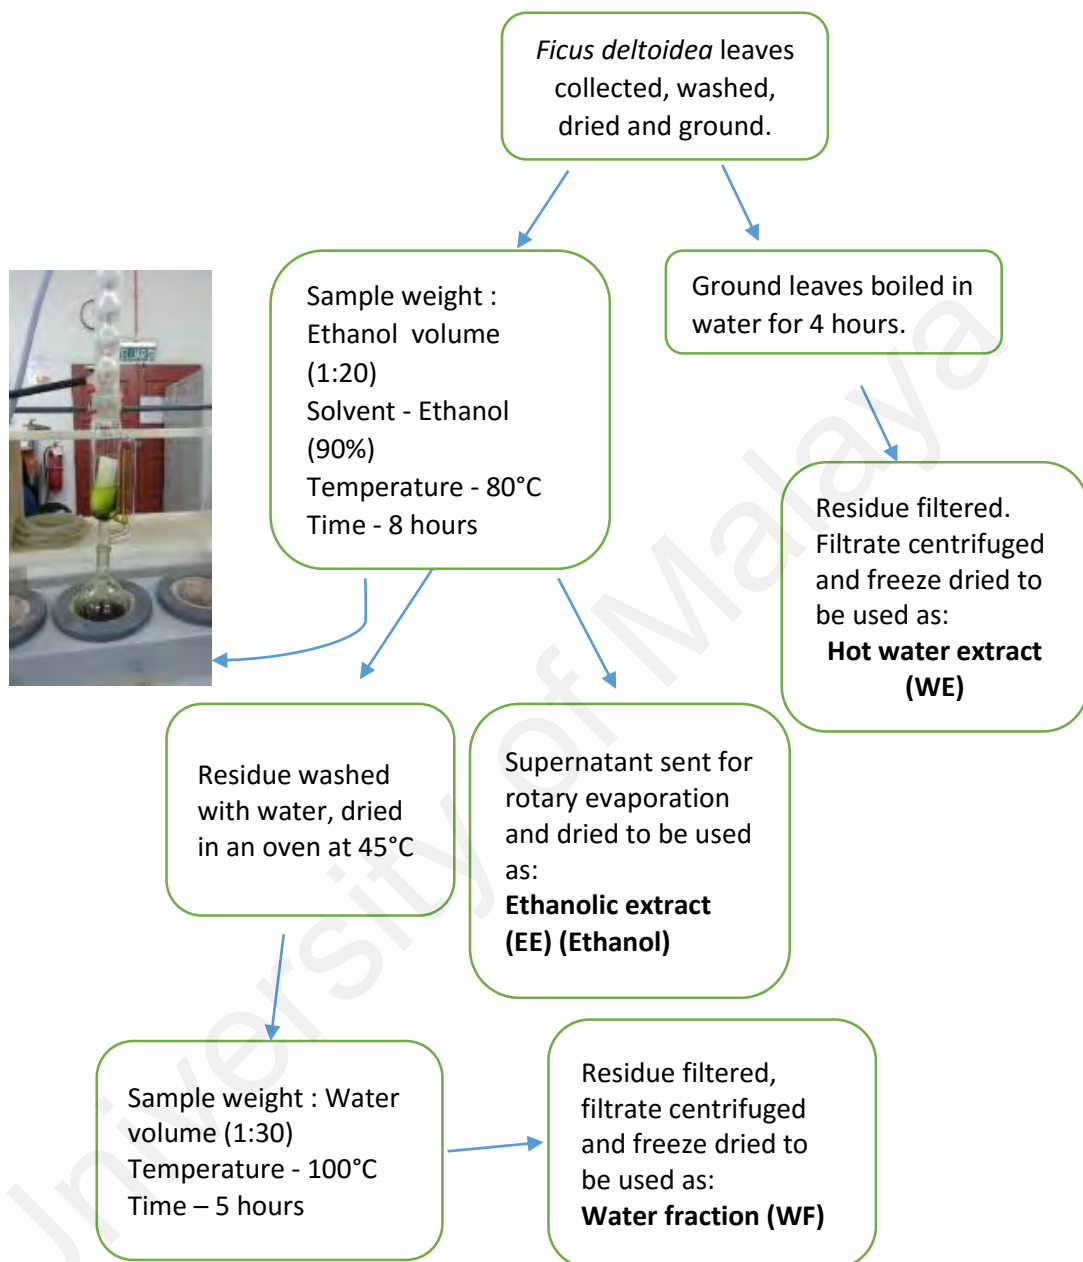 Ficus deltoidea leaves
collected, washed,
dried and ground.
Sample weight :
Ethanol volume
(1:20)
Solvent - Ethanol
(90%)
Temperature - 80°C
Time - 8 hours
Ground leaves boiled in
water for 4 hours.
Residue filtered.
Filtrate centrifuged
and freeze dried to
be used as:
Hot water extract
(WE)
Residue washed
with water, dried
in an oven at 45°C
Supernatant sent for
rotary evaporation
and dried to be used
as:
Ethanolic extract
(EE) (Ethanol)
Sample weight : Water
volume (1:30)
Temperature - 100°C
Time – 5 hours
Residue filtered,
filtrate centrifuged
and freeze dried to
be used as:
Water fraction (WF)
University of Malaya